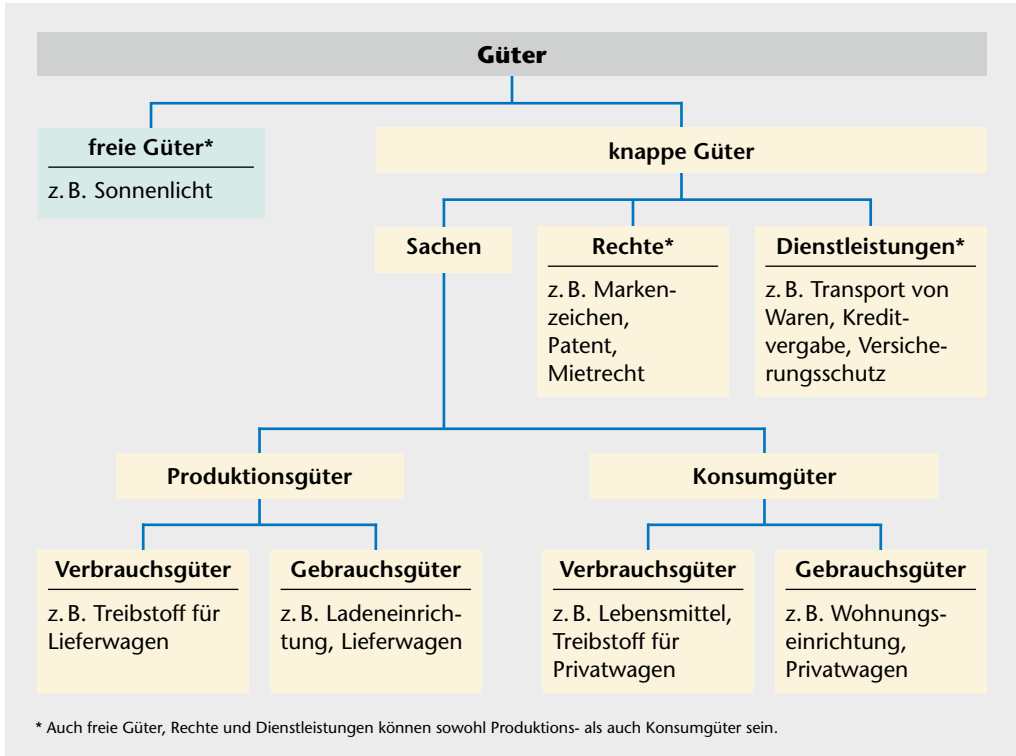 Güter
freie Güter*
z. B. Sonnenlicht
knappe Güter
Sachen
Rechte*
z. B. Marken-
zeichen,
Patent,
Mietrecht
Dienstleistungen*
z. B. Transport von
Waren, Kredit-
vergabe, Versiche-
rungsschutz
Produktionsgüter
Konsumgüter
Verbrauchsgüter
z. B. Treibstoff für
Lieferwagen
Gebrauchsgüter
z. B. Ladeneinrich-
tung, Lieferwagen
Verbrauchsgüter
z. B. Lebensmittel,
Treibstoff für
Privatwagen
Gebrauchsgüter
z. B. Wohnungs-
einrichtung,
Privatwagen
* Auch freie Güter, Rechte und Dienstleistungen können sowohl Produktions- als auch Konsumgüter sein.